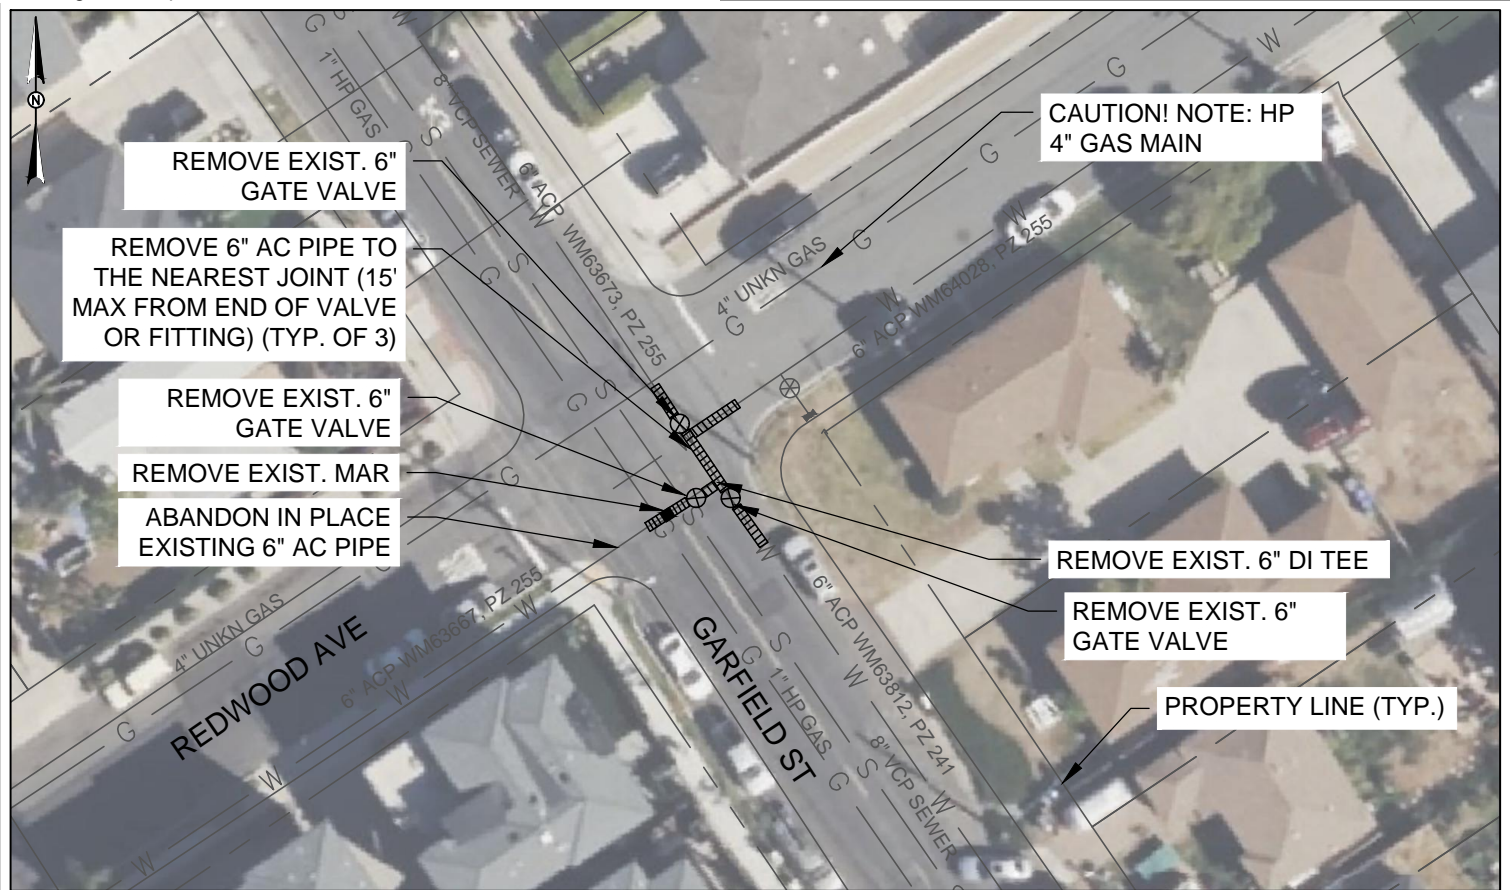 N
G
S
W
1" HP GAS
8" VCP SEWER
6" ACP
W
WM63673, PZ 255
CAUTION! NOTE: HP
4" GAS MAIN
REMOVE EXIST. 6"
GATE VALVE
REMOVE 6" AC PIPE TO
THE NEAREST JOINT (15'
MAX FROM END OF VALVE
OR FITTING) (TYP. OF 3)
REMOVE EXIST. 6"
GATE VALVE
REMOVE EXIST. MAR
ABANDON IN PLACE
EXISTING 6" AC PIPE
4" UNKN GAS
6" ACP WM64028, PZ 255
REMOVE EXIST. 6" DI TEE
REMOVE EXIST. 6"
GATE VALVE
PROPERTY LINE (TYP.)
4" UNKN GAS
REDWOOD AVE
6" ACP WM63667, PZ 255
GARFIELD ST
1" HP GAS
6" ACP WM63812, PZ 241
8" VCP SEWER